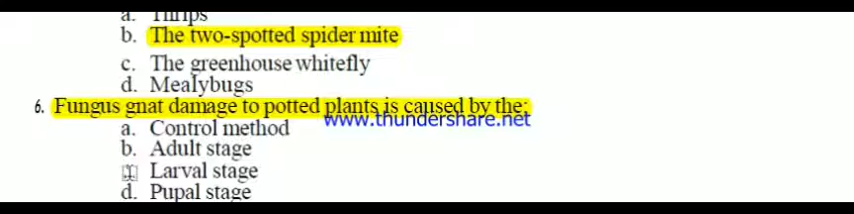 a. Thrips
b. The two-spotted spider mite
c. The greenhouse whitefly
d. Mealybugs
6. Fungus gnat damage to potted plants is caused by the;
www.thundershare.net
a. Control method
b. Adult stage
Larval stage
d. Pupal stage